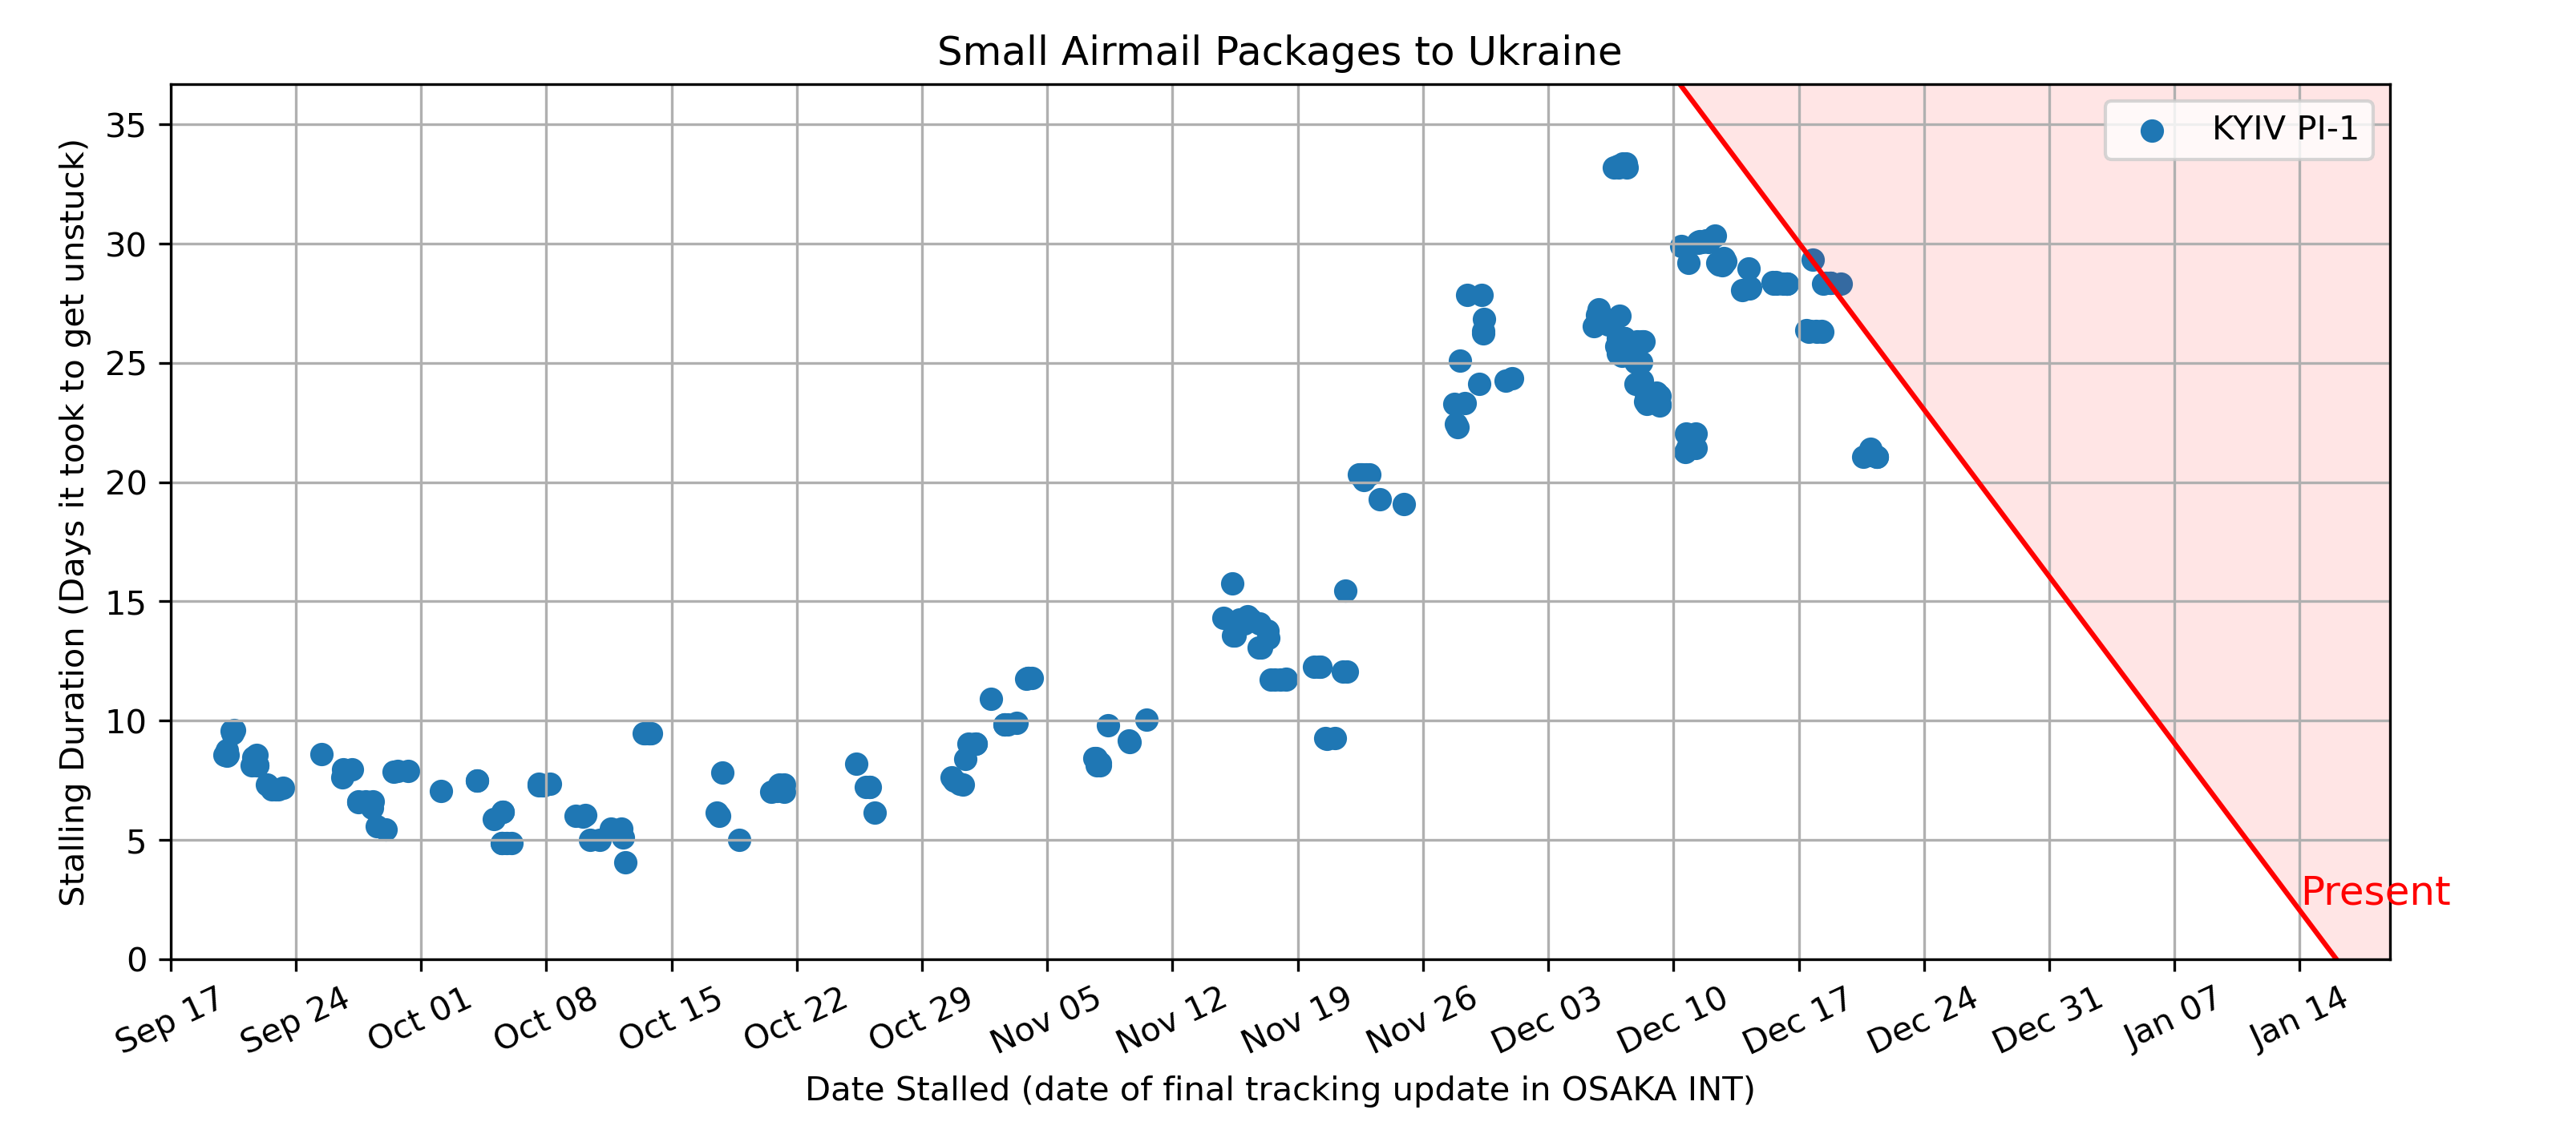 Small Airmail Packages to Ukraine
KYIV PI-1
Stalling Duration (Days it took to get unstuck)
35
30
25
20
15
10
5
0
Present
Sep 17
Sep 24
Oct 01
Oct 08
Oct 15
Oct 22
Oct 29
Nov 05
Nov 12
Nov 19
Nov 26
Dec 03
Dec 10
Dec 17
Dec 24
Dec 31
Jan 07
Jan 14
Date Stalled (date of final tracking update in OSAKA INT)